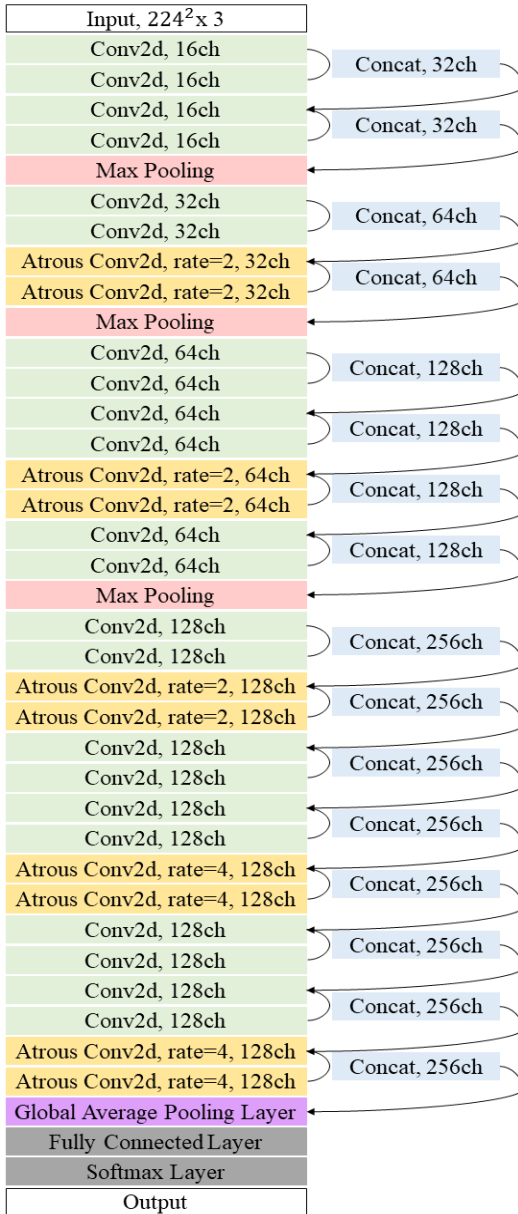 Input, 224² x 3
Conv2d, 16ch
Conv2d, 16ch
Concat, 32ch
Conv2d, 16ch
Conv2d, 16ch
Concat, 32ch
Max Pooling
Conv2d, 32ch
Conv2d, 32ch
Concat, 64ch
Atrous Conv2d, rate=2, 32ch
Atrous Conv2d, rate=2, 32ch
Concat, 64ch
Max Pooling
Conv2d, 64ch
Conv2d, 64ch
Concat, 128ch
Conv2d, 64ch
Conv2d, 64ch
Concat, 128ch
Atrous Conv2d, rate=2, 64ch
Atrous Conv2d, rate=2, 64ch
Concat, 128ch
Conv2d, 64ch
Conv2d, 64ch
Concat, 128ch
Max Pooling
Conv2d, 128ch
Conv2d, 128ch
Concat, 256ch
Atrous Conv2d, rate=2, 128ch
Atrous Conv2d, rate=2, 128ch
Concat, 256ch
Conv2d, 128ch
Conv2d, 128ch
Concat, 256ch
Conv2d, 128ch
Conv2d, 128ch
Concat, 256ch
Atrous Conv2d, rate=4, 128ch
Atrous Conv2d, rate=4, 128ch
Concat, 256ch
Conv2d, 128ch
Conv2d, 128ch
Concat, 256ch
Conv2d, 128ch
Conv2d, 128ch
Concat, 256ch
Atrous Conv2d, rate=4, 128ch
Atrous Conv2d, rate=4, 128ch
Concat, 256ch
Global Average Pooling Layer
Fully Connected Layer
Softmax Layer
Output